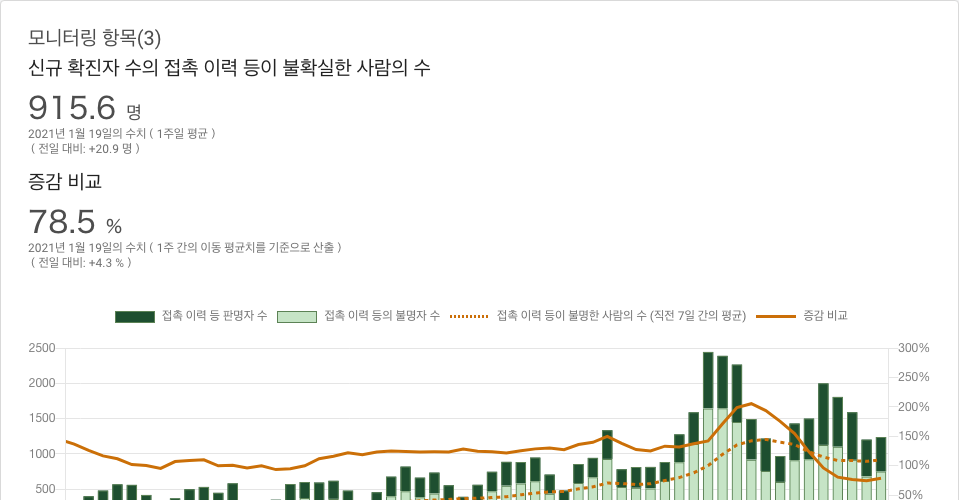 모니터링 항목(3)
신규 확진자 수의 접촉 이력 등이 불확실한 사람의 수
915.6 명
2021년 1월 19일의 수치 ( 1주일 평균 )
( 전일 대비: +20.9 명 )
증감 비교
78.5 %
2021년 1월 19일의 수치 ( 1주 간의 이동 평균치를 기준으로 산출 )
( 전일 대비: +4.3 % )
접촉 이력 등 판명자 수 접촉 이력 등의 불명자 수 접촉 이력 등이 불명한 사람의 수 (직전 7일 간의 평균) 증감 비교
2500 300%
250%
2000
200%
1500
150%
1000
100%
500
50%